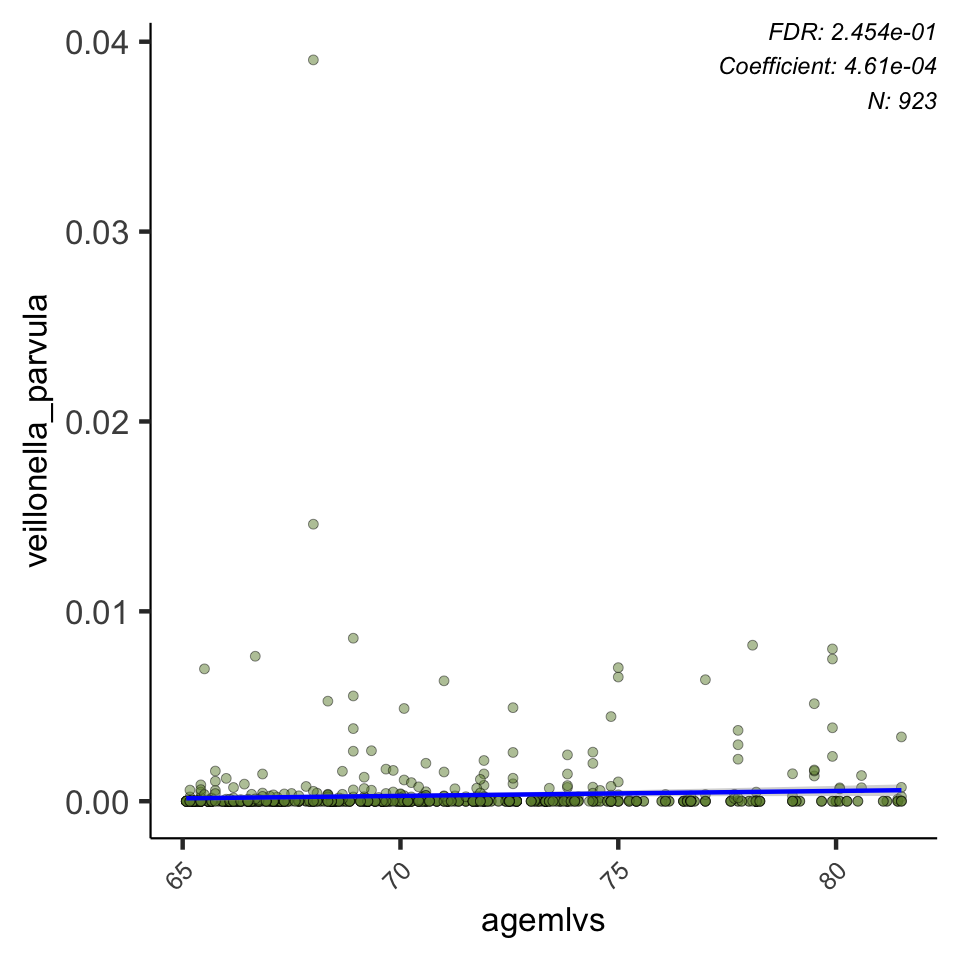 FDR: 2.454e-01
Coefficient: 4.61e-04
N: 923
0.04
0.03
0.02
0.01
0.00
veillonella_parvula
65
70
75
80
agemlvs